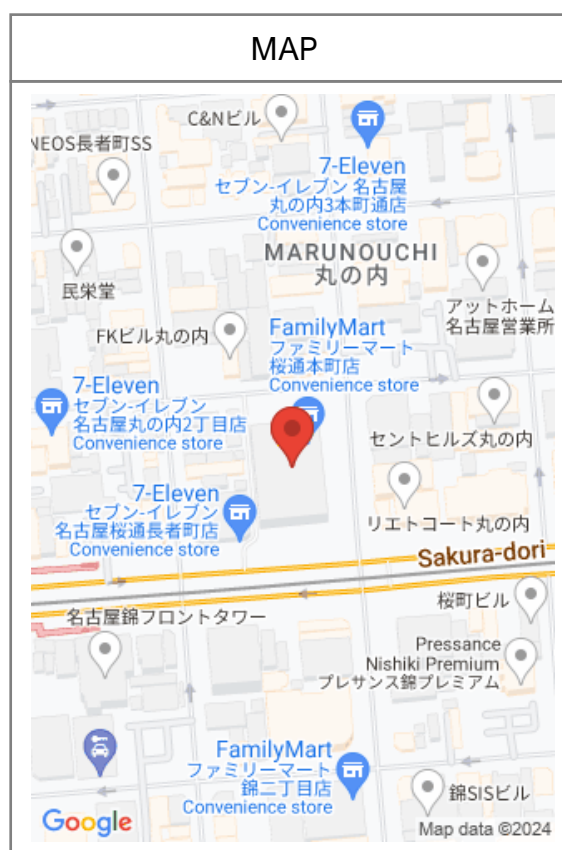 MAP
C&Nビル
NEOS長者町SS
7-Eleven
セブン-イレブン 名古屋
丸の内3本町通店
Convenience store
MARUNOUCHI
丸の内
民栄堂
アットホーム
名古屋営業所
FKビル丸の内
FamilyMart
ファミリーマート
桜通本町店
Convenience store
7-Eleven
セブン-イレブン
名古屋丸の内2丁目店
Convenience store
セントヒルズ丸の内
7-Eleven
セブン-イレブン
名古屋桜通長者町店
Convenience store
リエトコート丸の内
Sakura-dori
桜町ビル
名古屋錦フロントタワー
Pressance
Nishiki Premium
プレサンス錦プレミアム
FamilyMart
ファミリーマート
錦二丁目店
Convenience store
錦SISビル
Google
Map data ©2024